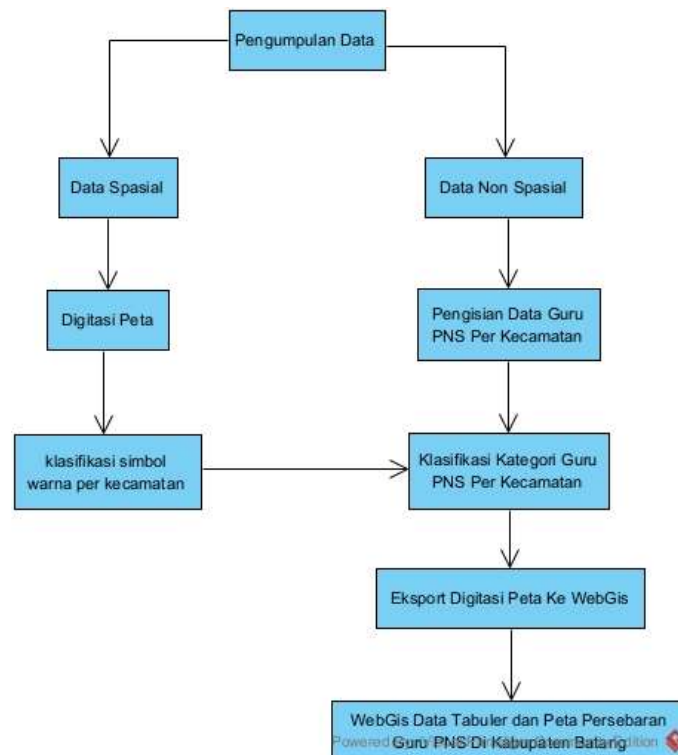 Pengumpulan Data
Data Spasial
Data Non Spasial
Digitasi Peta
Pengisian Data Guru
PNS Per Kecamatan
klasifikasi simbol
warna per kecamatan
Klasifikasi Kategori Guru
PNS Per Kecamatan
Eksport Digitasi Peta Ke WebGis
WebGis Data Tabuler dan Peta Persebaran
Guru PNS Di Kabupaten Batang
Powered Edition